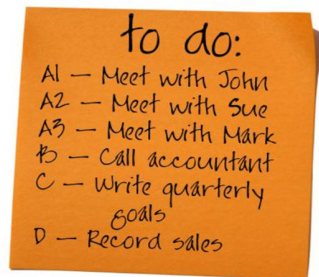 to do:
A1 — Meet with John
A2 — Meet with Sue
A3 — Meet with Mark
B — Call accountant
C — Write quarterly
goals
D — Record sales